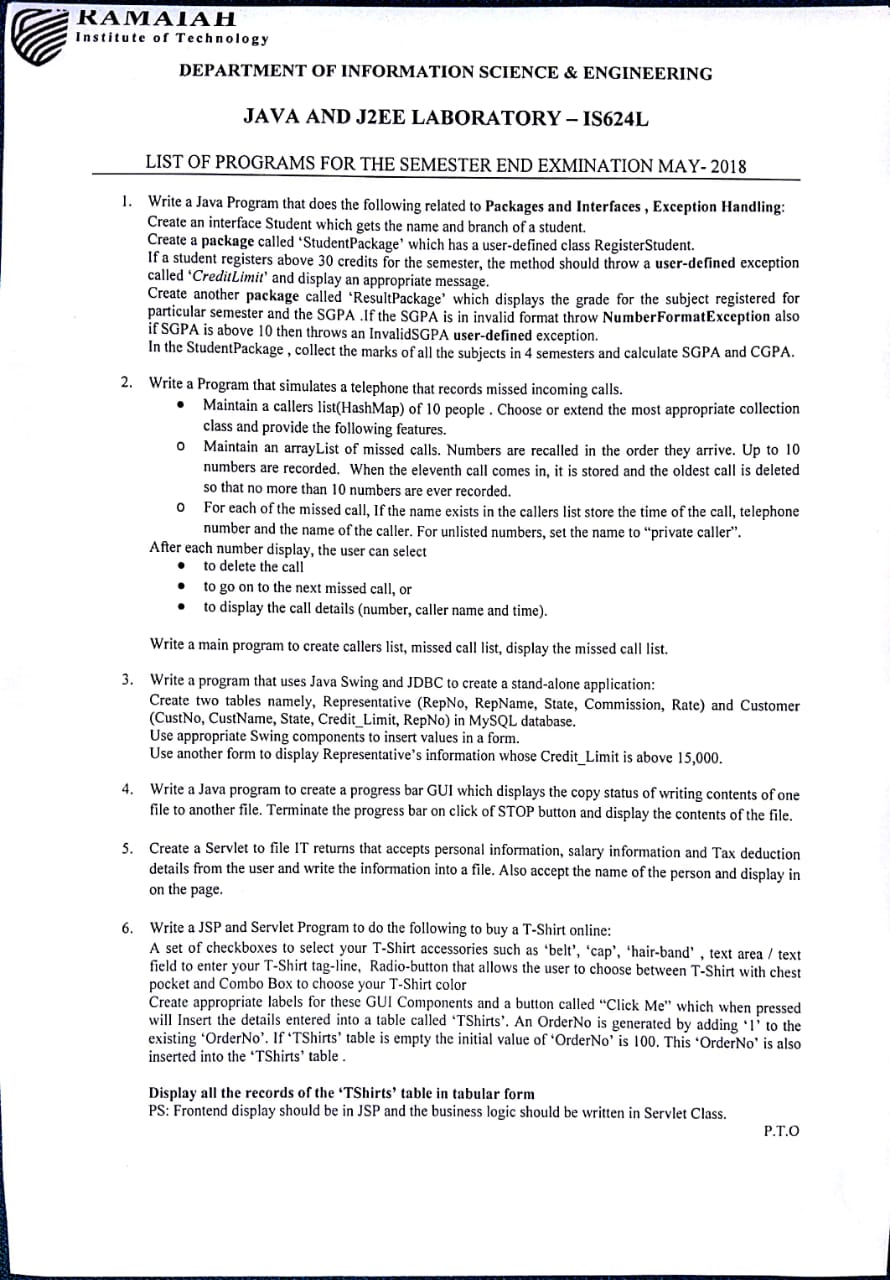 RAMAIAH
Institute of Technology
DEPARTMENT OF INFORMATION SCIENCE & ENGINEERING
JAVA AND J2EE LABORATORY – IS624L
LIST OF PROGRAMS FOR THE SEMESTER END EXMINATION MAY- 2018
1. Write a Java Program that does the following related to Packages and Interfaces , Exception Handling:
Create an interface Student which gets the name and branch of a student.
Create a package called ‘StudentPackage’ which has a user-defined class RegisterStudent.
If a student registers above 30 credits for the semester, the method should throw a user-defined exception
called ‘CreditLimit’ and display an appropriate message.
Create another package called ‘ResultPackage’ which displays the grade for the subject registered for
particular semester and the SGPA .If the SGPA is in invalid format throw NumberFormatException also
if SGPA is above 10 then throws an InvalidSGPA user-defined exception.
In the StudentPackage , collect the marks of all the subjects in 4 semesters and calculate SGPA and CGPA.
2. Write a Program that simulates a telephone that records missed incoming calls.
• Maintain a callers list(HashMap) of 10 people . Choose or extend the most appropriate collection
class and provide the following features.
o Maintain an arrayList of missed calls. Numbers are recalled in the order they arrive. Up to 10
numbers are recorded. When the eleventh call comes in, it is stored and the oldest call is deleted
so that no more than 10 numbers are ever recorded.
o For each of the missed call, If the name exists in the callers list store the time of the call, telephone
number and the name of the caller. For unlisted numbers, set the name to “private caller”.
After each number display, the user can select
• to delete the call
• to go on to the next missed call, or
• to display the call details (number, caller name and time).
Write a main program to create callers list, missed call list, display the missed call list.
3. Write a program that uses Java Swing and JDBC to create a stand-alone application:
Create two tables namely, Representative (RepNo, RepName, State, Commission, Rate) and Customer
(CustNo, CustName, State, Credit_Limit, RepNo) in MySQL database.
Use appropriate Swing components to insert values in a form.
Use another form to display Representative’s information whose Credit_Limit is above 15,000.
4. Write a Java program to create a progress bar GUI which displays the copy status of writing contents of one
file to another file. Terminate the progress bar on click of STOP button and display the contents of the file.
5. Create a Servlet to file IT returns that accepts personal information, salary information and Tax deduction
details from the user and write the information into a file. Also accept the name of the person and display in
on the page.
6. Write a JSP and Servlet Program to do the following to buy a T-Shirt online:
A set of checkboxes to select your T-Shirt accessories such as ‘belt’, ‘cap’, ‘hair-band’ , text area / text
field to enter your T-Shirt tag-line, Radio-button that allows the user to choose between T-Shirt with chest
pocket and Combo Box to choose your T-Shirt color
Create appropriate labels for these GUI Components and a button called “Click Me” which when pressed
will Insert the details entered into a table called ‘TShirts’. An OrderNo is generated by adding ‘1’ to the
existing ‘OrderNo’. If ‘TShirts’ table is empty the initial value of ‘OrderNo’ is 100. This ‘OrderNo’ is also
inserted into the ‘TShirts’ table .
Display all the records of the ‘TShirts’ table in tabular form
PS: Frontend display should be in JSP and the business logic should be written in Servlet Class.
P.T.O